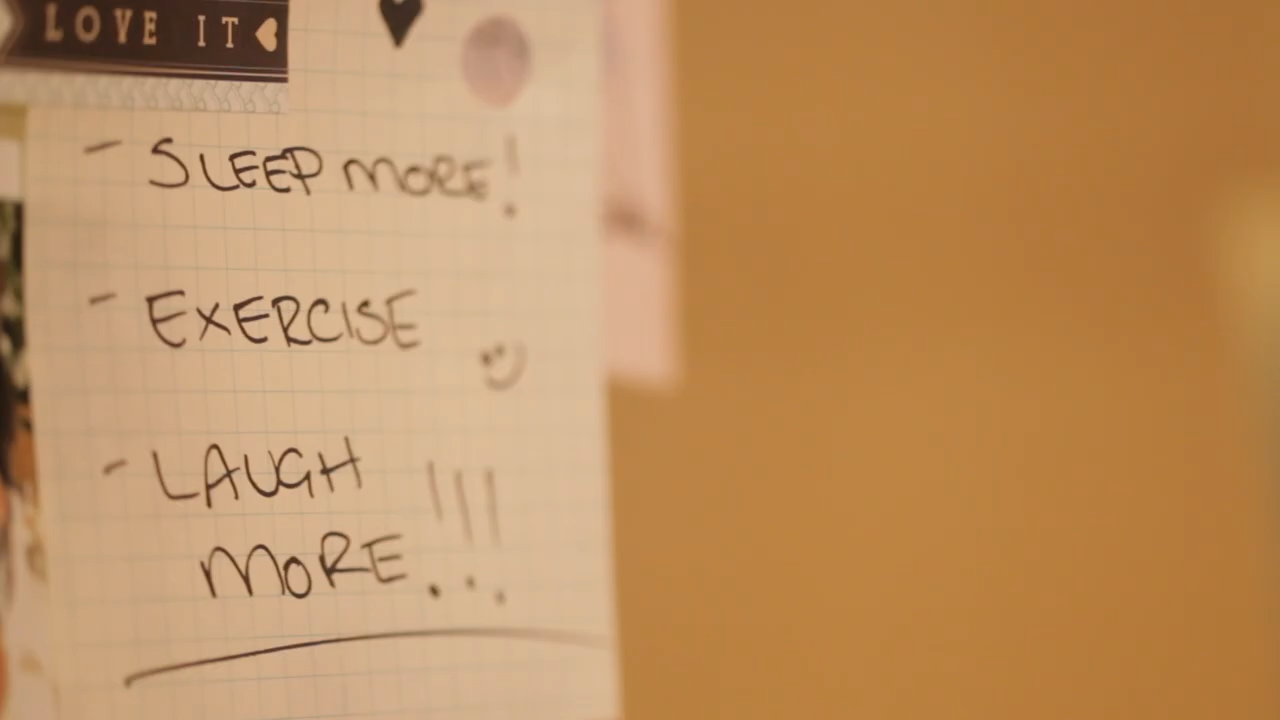 LOVE IT
- SLEEP MORE!
- EXERCISE
- LAUGH
MORE!!!